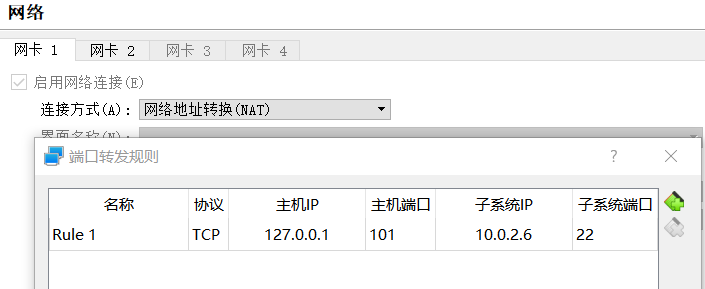 网络
网卡 1 网卡 2 网卡 3 网卡 4
启用网络连接(E)
连接方式(A): 网络地址转换(NAT)
界面名称(N):
端口转发规则 ?
名称 协议 主机IP 主机端口 子系统IP 子系统端口
Rule 1 TCP 127.0.0.1 101 10.0.2.6 22